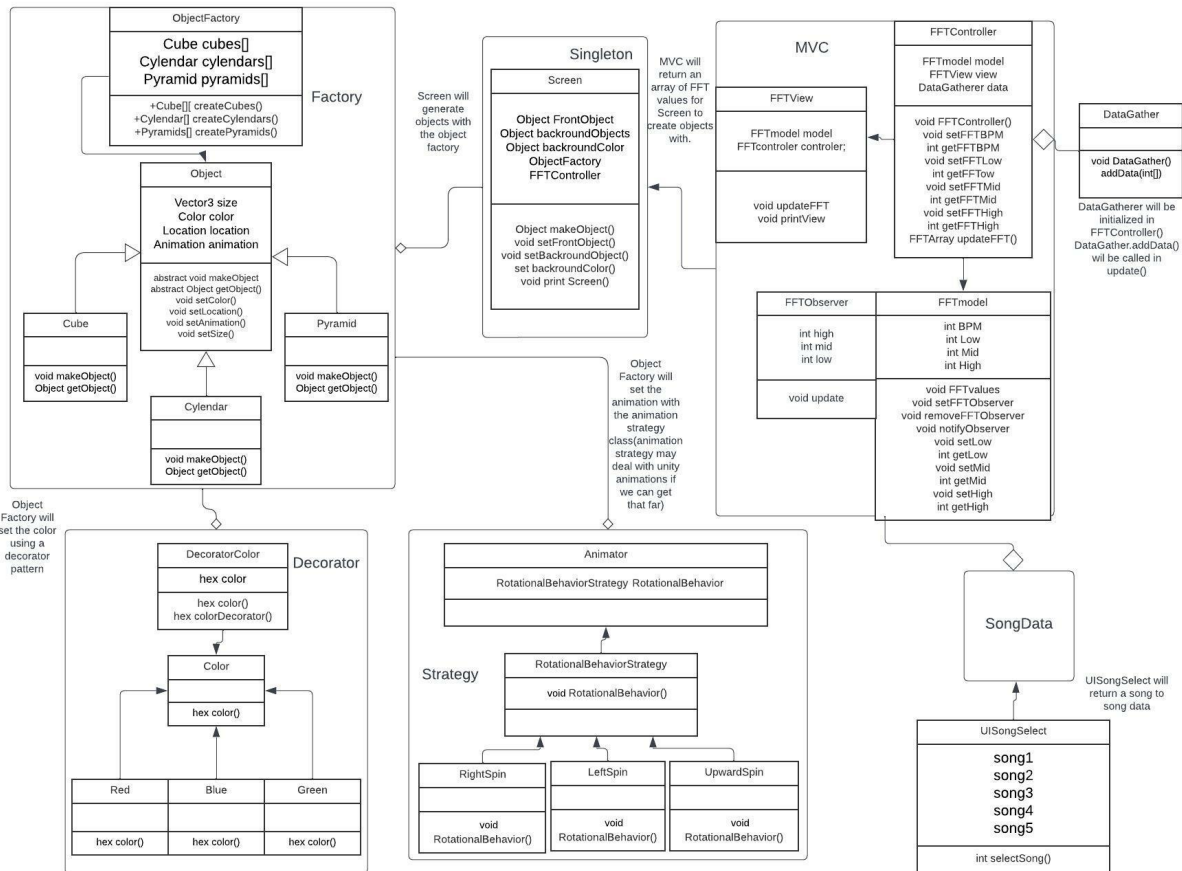 ObjectFactory
Cube cubes[]
Cylendar cylendars[]
Pyramid pyramids[]
+Cube[][ createCubes()
+Cylendar[] createCylendars()
+Pyramids[] createPyramids()
Factory
Object
Vector3 size
Color color
Location location
Animation animation
abstract void makeObject
abstract Object getObject()
void setColor()
void setLocation()
void setAnimation()
void setSize()
Cube
void makeObject()
Object getObject()
Pyramid
void makeObject()
Object getObject()
Cylendar
void makeObject()
Object getObject()
Screen will
generate
objects with
the object
factory
Singleton
Screen
Object FrontObject
Object backroundObjects
Object backroundColor
ObjectFactory
FFTController
Object makeObject()
void setFrontObject()
void setBackroundObject()
set backroundColor()
void print Screen()
MVC will
return an
array of FFT
values for
Screen to
create objects
with.
MVC
FFTView
FFTmodel model
FFTcontroler controler;
void updateFFT
void printView
FFTController
FFTmodel model
FFTView view
DataGatherer data
void FFTController()
void setFFTBPM
int getFFTBPM
void setFFTLow
int getFFTow
void setFFTMid
int getFFTMid
void setFFTHigh
int getFFTHigh
FFTArray updateFFT()
DataGather
void DataGather()
addData(int[])
DataGatherer will be
initialized in
FFTController()
DataGather.addData()
wil be called in
update()
FFTObserver
int high
int mid
int low
void update
FFTmodel
int BPM
int Low
int Mid
int High
void FFTvalues
void setFFTObserver
void removeFFTObserver
void notifyObserver
void setLow
int getLow
void setMid
int getMid
void setHigh
int getHigh
Object
Factory will
set the
animation with
the animation
strategy
class(animation
strategy may
deal with unity
animations if
we can get
that far)
Object
Factory will
set the color
using a
decorator
pattern
Decorator
DecoratorColor
hex color
hex color()
hex colorDecorator()
Color
hex color()
Red
hex color()
Blue
hex color()
Green
hex color()
Strategy
Animator
RotationalBehaviorStrategy RotationalBehavior
RotationalBehaviorStrategy
void RotationalBehavior()
RightSpin
void
RotationalBehavior()
LeftSpin
void
RotationalBehavior()
UpwardSpin
void
RotationalBehavior()
SongData
UISongSelect will
return a song to
song data
UISongSelect
song1
song2
song3
song4
song5
int selectSong()